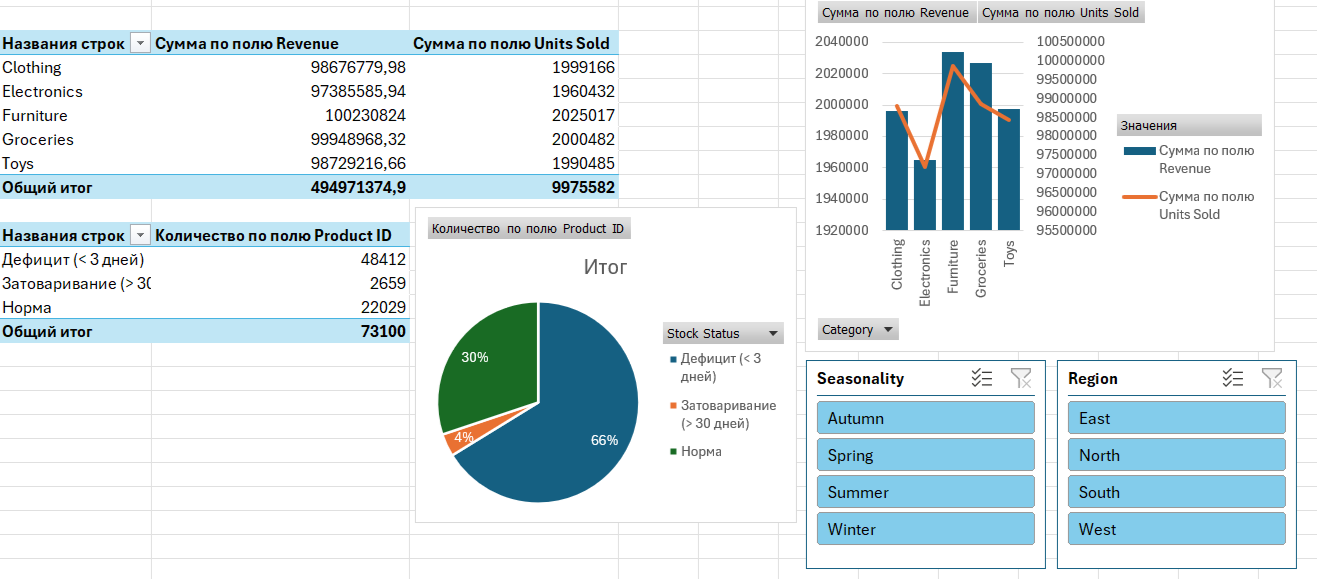 Названия строк Сумма по полю Revenue Сумма по полю Units Sold
Clothing 98676779,98 1999166
Electronics 97385585,94 1960432
Furniture 100230824 2025017
Groceries 99948968,32 2000482
Toys 98729216,66 1990485
Общий итог 494971374,9 9975582
Названия строк Количество по полю Product ID
Дефицит (< 3 дней) 48412
Затоваривание (> 30 2659
Норма 22029
Общий итог 73100
Количество по полю Product ID
Итог
30%
4%
66%
Stock Status
Дефицит (< 3
дней)
Затоваривание
(> 30 дней)
Норма
Сумма по полю Revenue Сумма по полю Units Sold
2040000
2020000
2000000
1980000
1960000
1940000
1920000
100500000
100000000
99500000
99000000
98500000
98000000
97500000
97000000
96500000
96000000
95500000
Clothing
Electronics
Furniture
Groceries
Toys
Значения
Сумма по полю
Revenue
Сумма по полю
Units Sold
Category
Seasonality
Autumn
Spring
Summer
Winter
Region
East
North
South
West